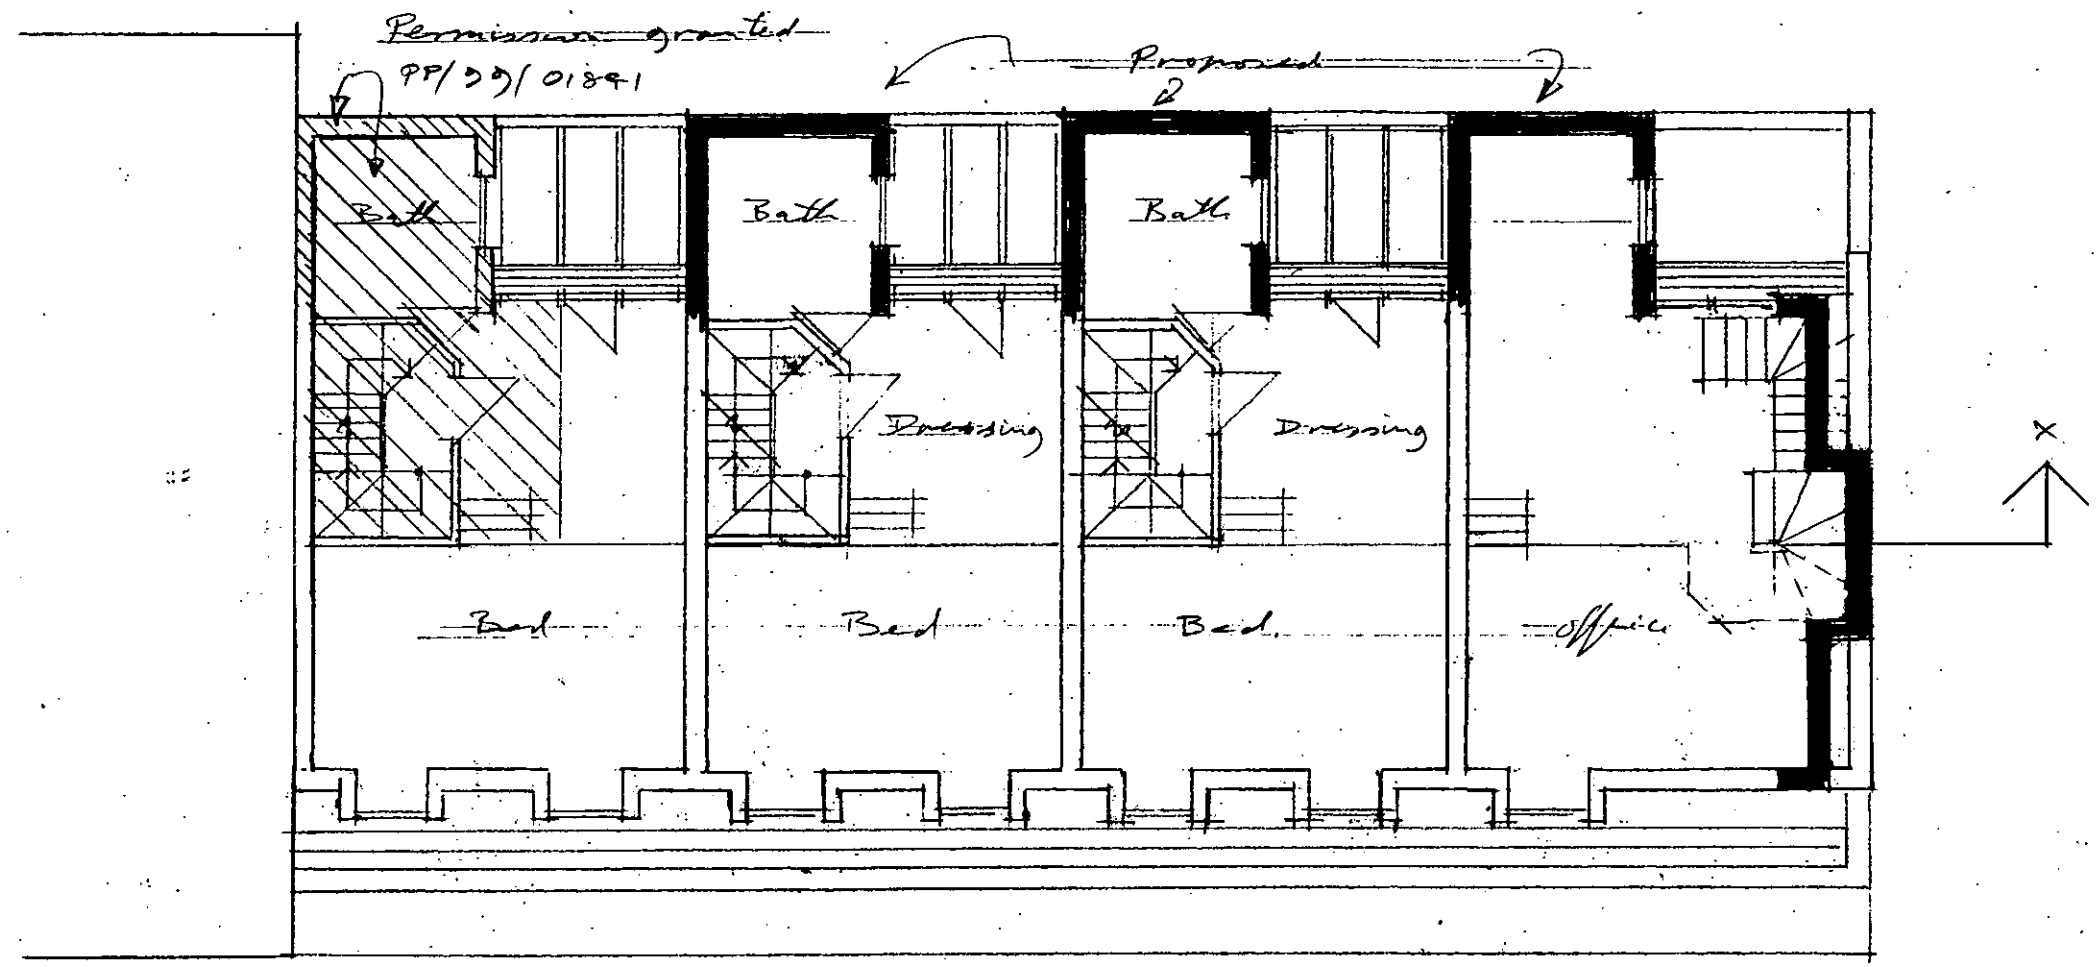 Permission granted
PP/99/01891
Proposed
Bath
Bath
Bath
Dressing
Dressing
x
Bed
Bed
Bed.
office